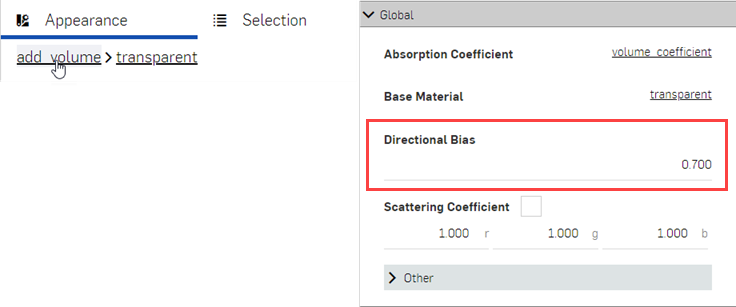 Appearance
Selection
add_volume > transparent
Global
Absorption Coefficient
volume_coefficient
Base Material
transparent
Directional Bias
0.700
Scattering Coefficient
1.000 r 1.000 g 1.000 b
Other